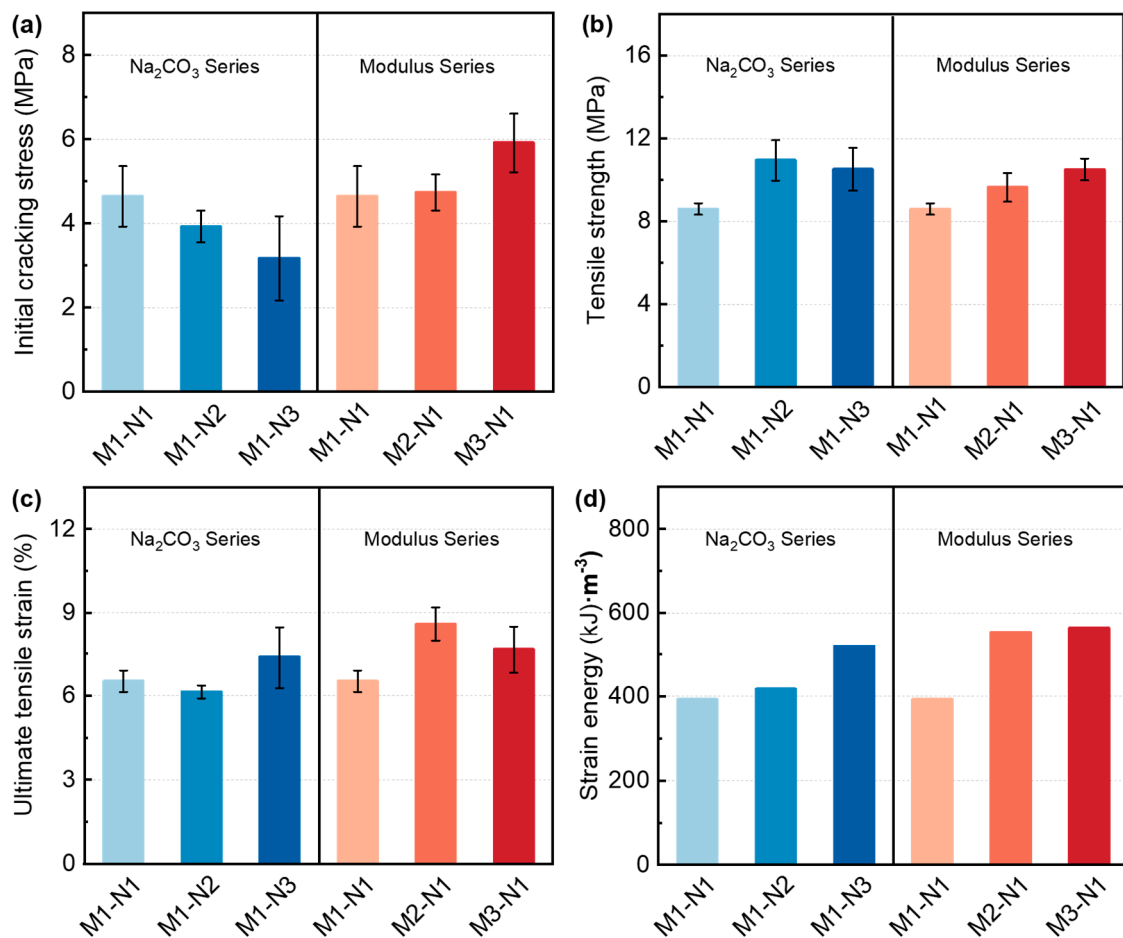 (a)
Initial cracking stress (MPa)
8
6
4
2
0
Na₂CO₃ Series
Modulus Series
M1-N1
M1-N2
M1-N3
M1-N1
M2-N1
M3-N1
(b)
Tensile strength (MPa)
16
12
8
4
0
Na₂CO₃ Series
Modulus Series
M1-N1
M1-N2
M1-N3
M1-N1
M2-N1
M3-N1
(c)
Ultimate tensile strain (%)
12
9
6
3
0
Na₂CO₃ Series
Modulus Series
M1-N1
M1-N2
M1-N3
M1-N1
M2-N1
M3-N1
(d)
Strain energy (kJ)·m⁻³)
800
600
400
200
0
Na₂CO₃ Series
Modulus Series
M1-N1
M1-N2
M1-N3
M1-N1
M2-N1
M3-N1